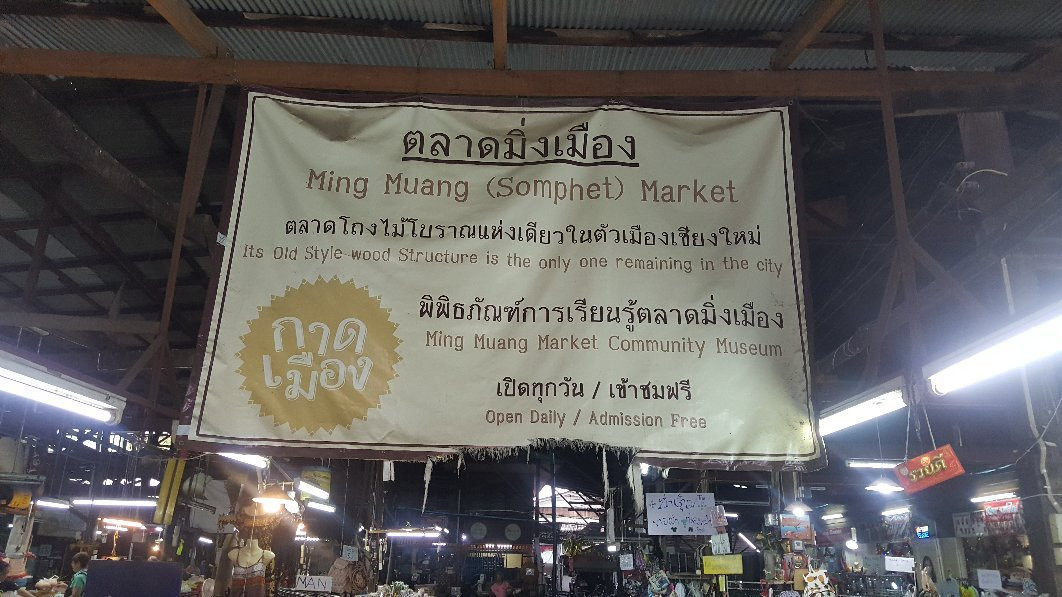 ตลาดมิ่งเมือง
Ming Muang (Somphet) Market
ตลาดโถงไม้โบราณแห่งเดียวในตัวเมืองเชียงใหม่
Its Old Style wood Structure is the only one remaining in the city
กาด
เมือง
พิพิธภัณฑ์การเรียนรู้ตลาดมิ่งเมือง
Ming Muang Market Community Museum
เปิดทุกวัน / เข้าชมฟรี
Open Daily / Admission Free
รวยดี
MAN